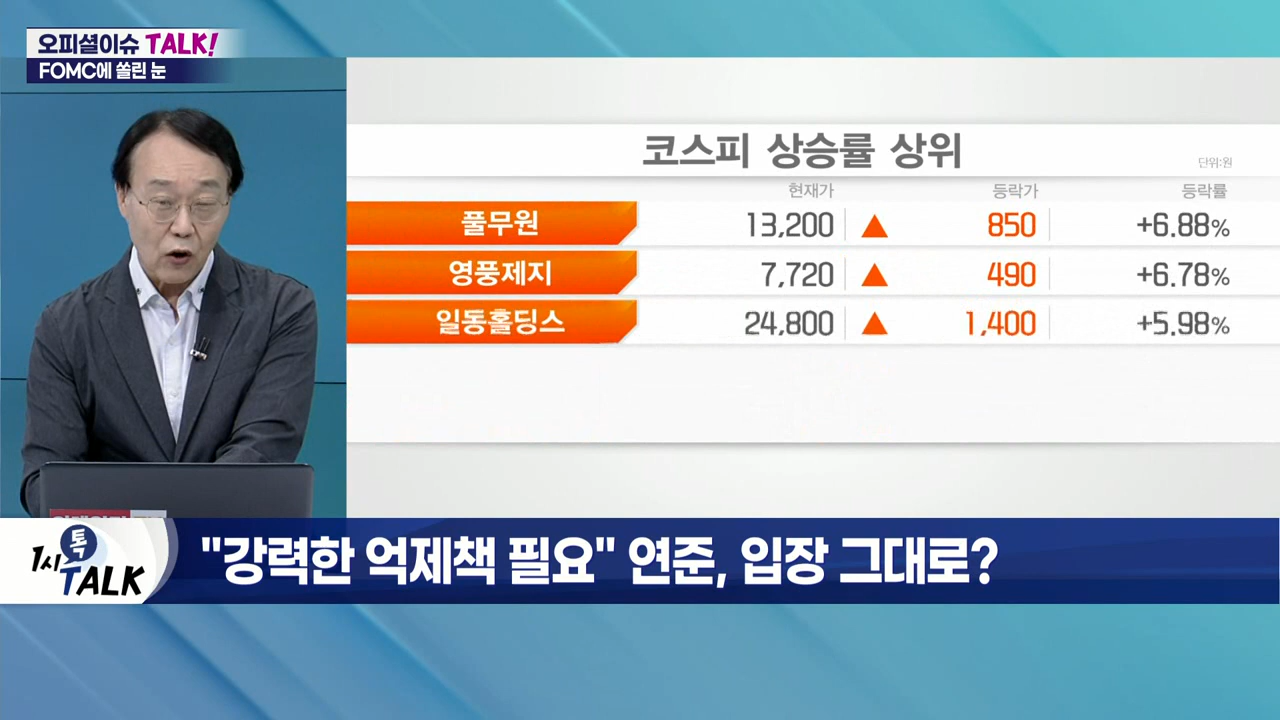 오피셜이슈 TALK!
FOMC에 쏠린 눈
코스피 상승률 상위
단위:원
현재가 등락가 등락률
풀무원 13,200 ▲ 850 +6.88%
영풍제지 7,720 ▲ 490 +6.78%
일동홀딩스 24,800 ▲ 1,400 +5.98%
1시 톡 TALK
"강력한 억제책 필요" 연준, 입장 그대로?